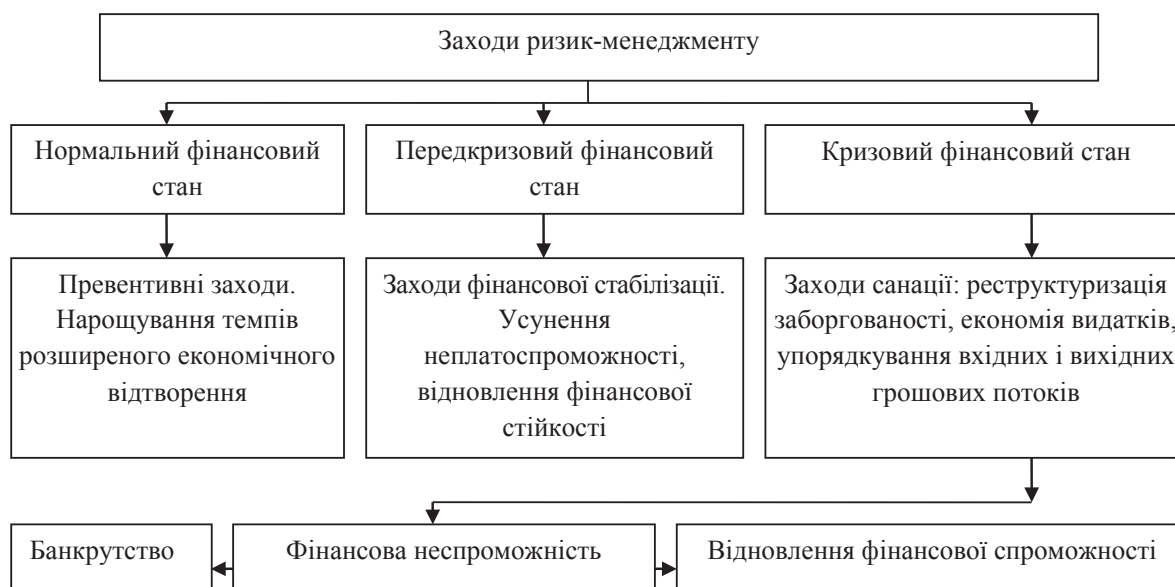 Заходи ризик-менеджменту
Нормальний фінансовий
стан
Передкризовий фінансовий
стан
Кризовий фінансовий стан
Превентивні заходи.
Нарощування темпів
розширеного економічного
відтворення
Заходи фінансової стабілізації.
Усунення
неплатоспроможності,
відновлення фінансової
стійкості
Заходи санації: реструктуризація
заборгованості, економія видатків,
упорядкування вхідних і вихідних
грошових потоків
Банкрутство
Фінансова неспроможність
Відновлення фінансової спроможності